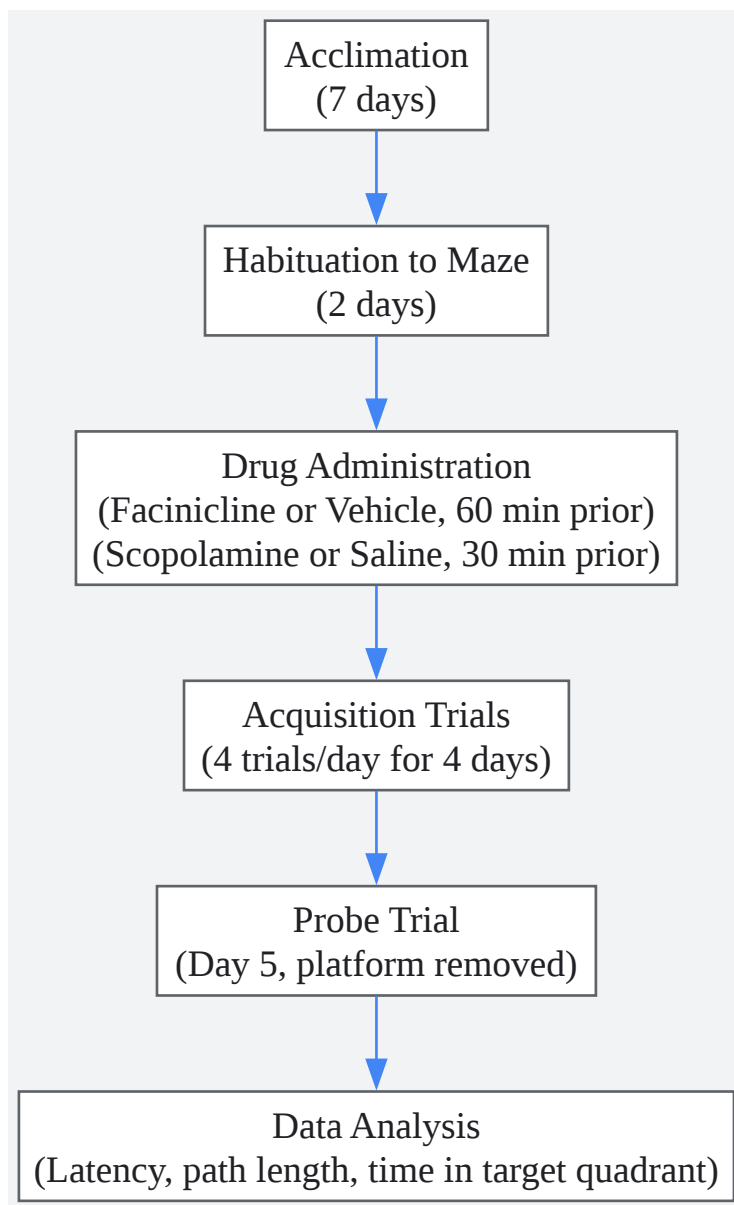 Acclimation
(7 days)
Habituation to Maze
(2 days)
Drug Administration
(Facinicline or Vehicle, 60 min prior)
(Scopolamine or Saline, 30 min prior)
Acquisition Trials
(4 trials/day for 4 days)
Probe Trial
(Day 5, platform removed)
Data Analysis
(Latency, path length, time in target quadrant)